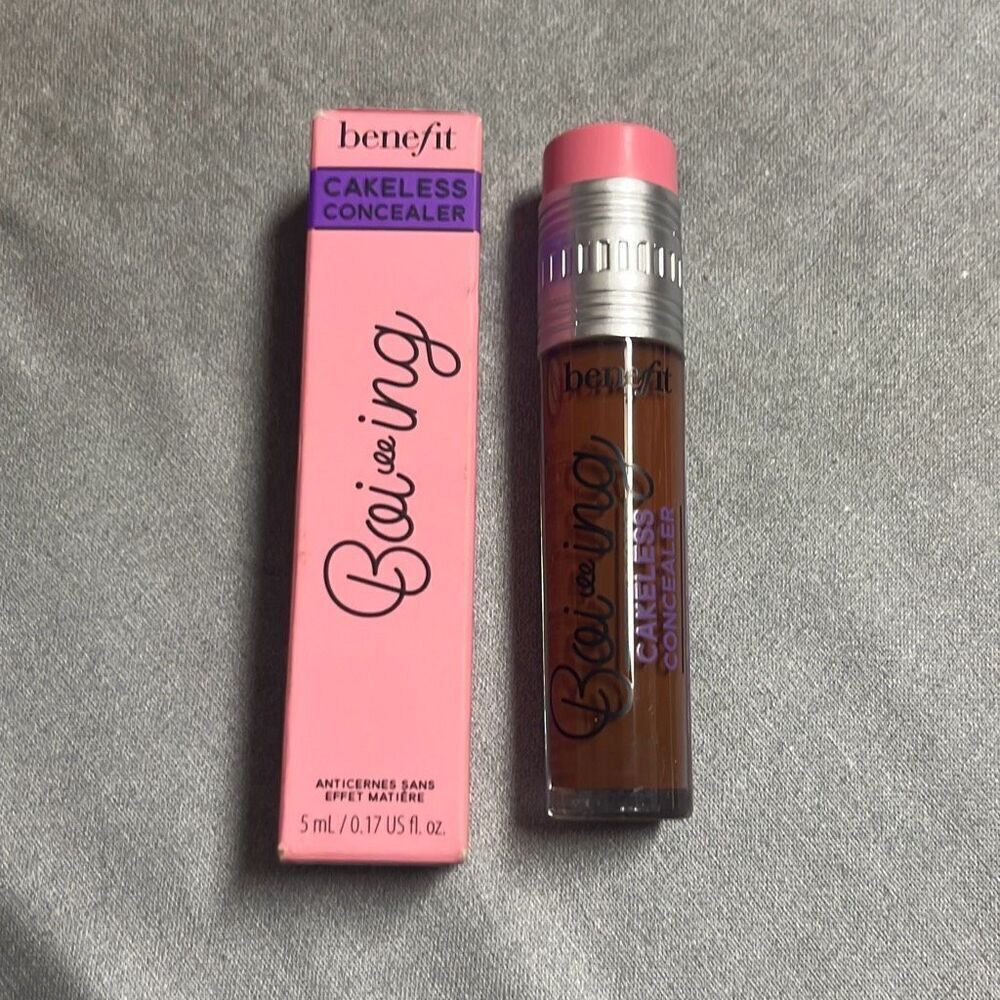 benefit
CAKELESS
CONCEALER
Boi-ing
ANTICERNES SANS
EFFET MATIÈRE
5 mL / 0.17 US fl. oz.
benefit
Boi-ing
CAKELESS
CONCEALER